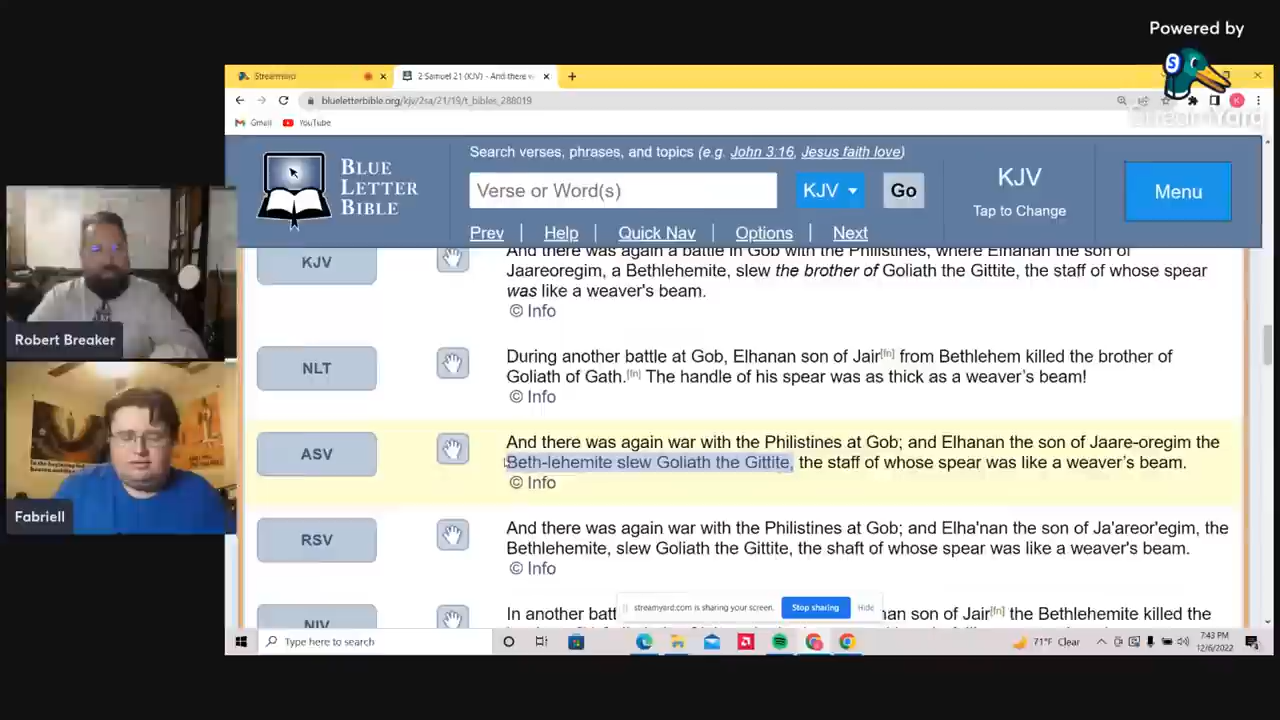 Powered by
StreamYard
Streamyard
2 Samuel 21 (KJV) - And there w
blueletterbible.org/kjv/2sa/21/19/t_bibles_288019
Gmail
YouTube
BLUE
LETTER
BIBLE
Search verses, phrases, and topics (e.g. John 3:16, Jesus faith love)
Verse or Word(s)
KJV
Go
KJV
Tap to Change
Menu
Prev
Help
Quick Nav
Options
Next
KJV
And there was again a battle in Gob with the Philistines, where Elhanan the son of
Jaareoregim, a Bethlehemite, slew the brother of Goliath the Gittite, the staff of whose spear
was like a weaver's beam.
© Info
NLT
During another battle at Gob, Elhanan son of Jair[fn] from Bethlehem killed the brother of
Goliath of Gath.[fn] The handle of his spear was as thick as a weaver's beam!
© Info
ASV
And there was again war with the Philistines at Gob; and Elhanan the son of Jaare-oregim the
Beth-lehemite slew Goliath the Gittite, the staff of whose spear was like a weaver's beam.
© Info
RSV
And there was again war with the Philistines at Gob; and Elha'nan the son of Ja'areor'egim, the
Bethlehemite, slew Goliath the Gittite, the shaft of whose spear was like a weaver's beam.
© Info
NIV
In another batt
nan son of Jair[fn] the Bethlehemite killed the
streamyard.com is sharing your screen.
Stop sharing
Hide
Robert Breaker
Fabriell
Type here to search
71°F Clear
7:43 PM
12/6/2022